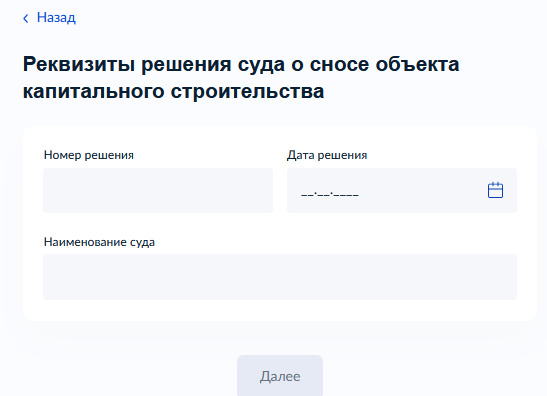 Назад
Реквизиты решения суда о сносе объекта
капитального строительства
Номер решения
Дата решения
__.__.____
Наименование суда
Далее